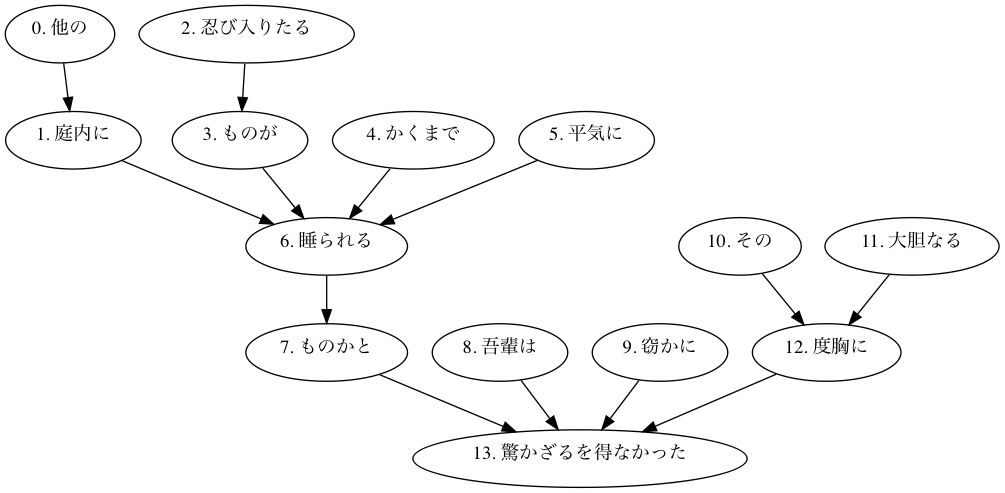 0. 他の
2. 忍び入りたる
1. 庭内に
3. ものが
4. かくまで
5. 平気に
6. 睡られる
10. その
11. 大胆なる
7. ものかと
8. 吾輩は
9. 窃かに
12. 度胸に
13. 驚かざるを得なかった